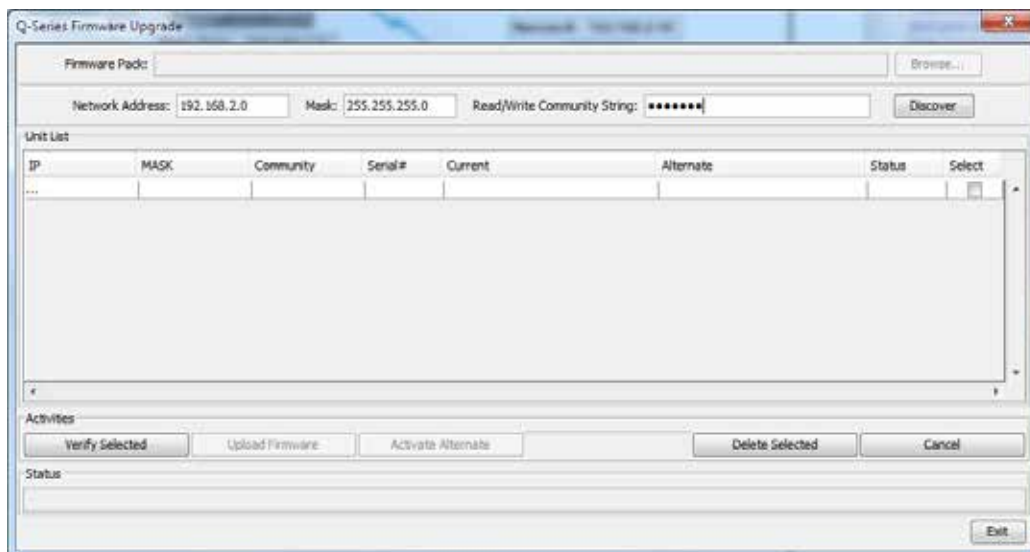 Q-Series Firmware Upgrade
Firmware Pack: Browse...
Network Address: 192.168.2.0 Mask: 255.255.255.0 Read/Write Community String: ••••••• Discover
Unit List
IP MASK Community Serial# Current Alternate Status Select
...
Activities
Verify Selected Upload Firmware Activate Alternate Delete Selected Cancel
Status
Exit